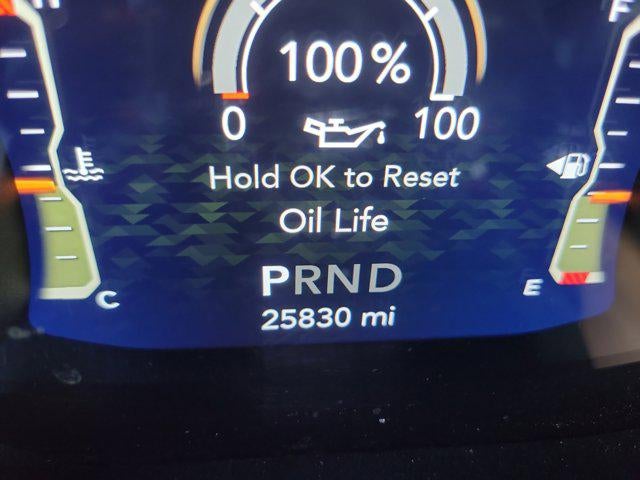 H
F
100%
0 100
Hold OK to Reset
Oil Life
C
PRND
E
25830 mi